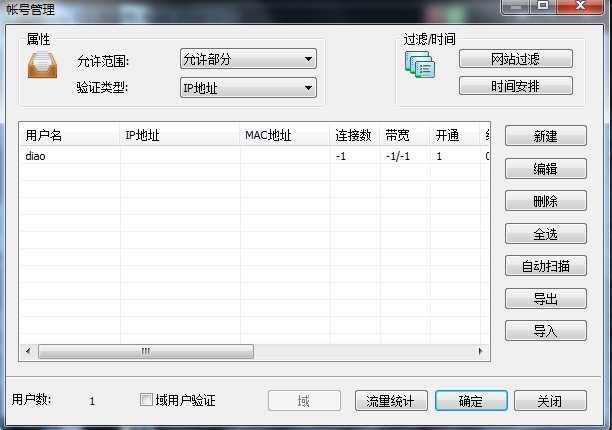 帐号管理
属性
允许范围: 允许部分
验证类型: IP地址
过滤/时间
网站过滤
时间安排
用户名 IP地址 MAC地址 连接数 带宽 开通
diao -1 -1/-1 1
新建
编辑
删除
全选
自动扫描
导出
导入
用户数: 1 域用户验证 域 流量统计 确定 关闭